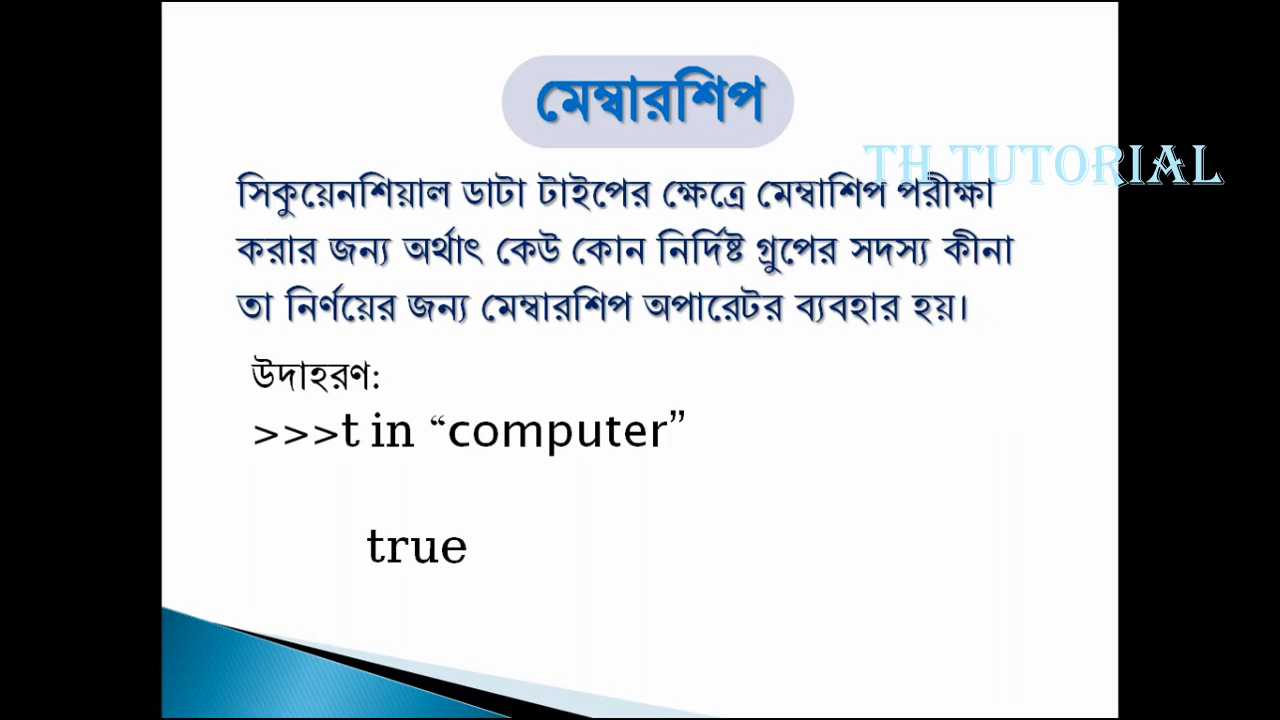 মেম্বারশিপ
TH TUTORIAL
সিকুয়েনশিয়াল ডাটা টাইপের ক্ষেত্রে মেম্বাশিপ পরীক্ষা
করার জন্য অর্থাৎ কেউ কোন নির্দিষ্ট গ্রুপের সদস্য কীনা
তা নির্ণয়ের জন্য মেম্বারশিপ অপারেটর ব্যবহার হয়।
উদাহরণ:
>>>t in “computer”
true